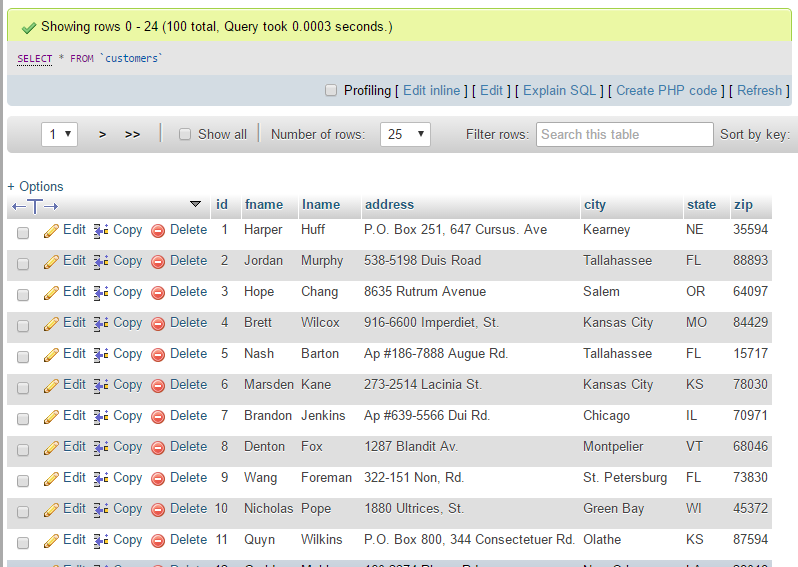 Showing rows 0 - 24 (100 total, Query took 0.0003 seconds.)
SELECT * FROM `customers`
Profiling [ Edit inline ] [ Edit ] [ Explain SQL ] [ Create PHP code ] [ Refresh ]
1 > >> Show all Number of rows: 25 Filter rows: Search this table Sort by key:
+ Options
id fname lname address city state zip
Edit Copy Delete 1 Harper Huff P.O. Box 251, 647 Cursus. Ave Kearney NE 35594
Edit Copy Delete 2 Jordan Murphy 538-5198 Duis Road Tallahassee FL 88893
Edit Copy Delete 3 Hope Chang 8635 Rutrum Avenue Salem OR 64097
Edit Copy Delete 4 Brett Wilcox 916-6600 Imperdiet, St. Kansas City MO 84429
Edit Copy Delete 5 Nash Barton Ap #186-7888 Augue Rd. Tallahassee FL 15717
Edit Copy Delete 6 Marsden Kane 273-2514 Lacinia St. Kansas City KS 78030
Edit Copy Delete 7 Brandon Jenkins Ap #639-5566 Dui Rd. Chicago IL 70971
Edit Copy Delete 8 Denton Fox 1287 Blandit Av. Montpelier VT 68046
Edit Copy Delete 9 Wang Foreman 322-151 Non, Rd. St. Petersburg FL 73830
Edit Copy Delete 10 Nicholas Pope 1880 Ultrices, St. Green Bay WI 45372
Edit Copy Delete 11 Quyn Wilkins P.O. Box 800, 344 Consectetuer Rd. Olathe KS 87594